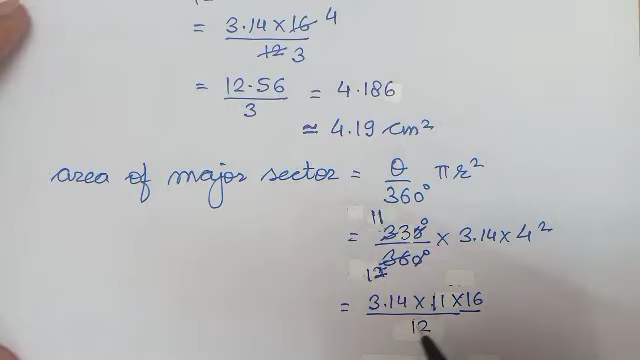 = 3.14 × 16 4 / 12 3
= 12.56 / 3 = 4.186
≃ 4.19 cm²
area of major sector = θ / 360° πr²
11
= 330° / 360° × 3.14 × 4²
12
= 3.14 × 11 × 16 / 12